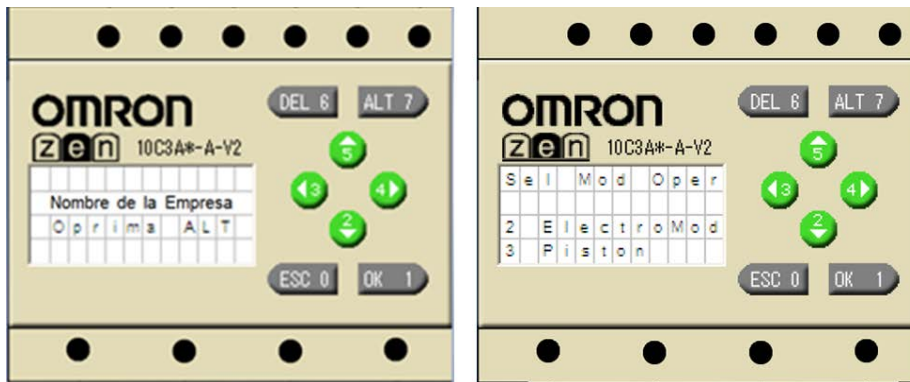 OMRON
DEL 6
ALT 7
zen 10C3A*-A-V2
5
Nombre de la Empresa
3
4
Oprima ALT
2
ESC 0
OK 1
OMRON
DEL 6
ALT 7
zen 10C3A*-A-V2
5
Sel Mod Oper
3
4
2 ElectroMod
2
3 Piston
ESC 0
OK 1